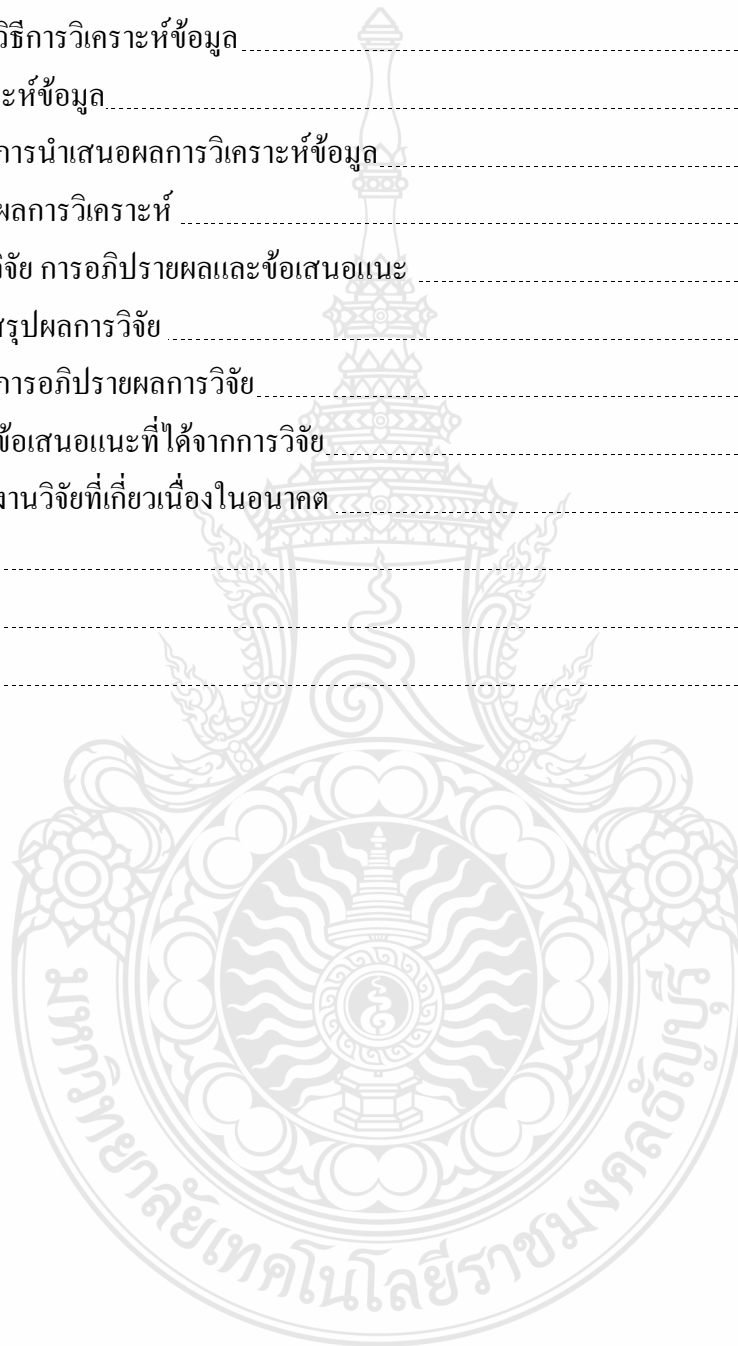 วิธีการวิเคราะห์ข้อมูล
ะห์ข้อมูล
การนำเสนอผลการวิเคราะห์ข้อมูล
ผลการวิเคราะห์
วิจัย การอภิปรายผลและข้อเสนอแนะ
สรุปผลการวิจัย
การอภิปรายผลการวิจัย
ข้อเสนอแนะที่ได้จากการวิจัย
งานวิจัยที่เกี่ยวเนื่องในอนาคต
มหาวิทยาลัยเทคโนโลยีราชมงคลธัญบุรี